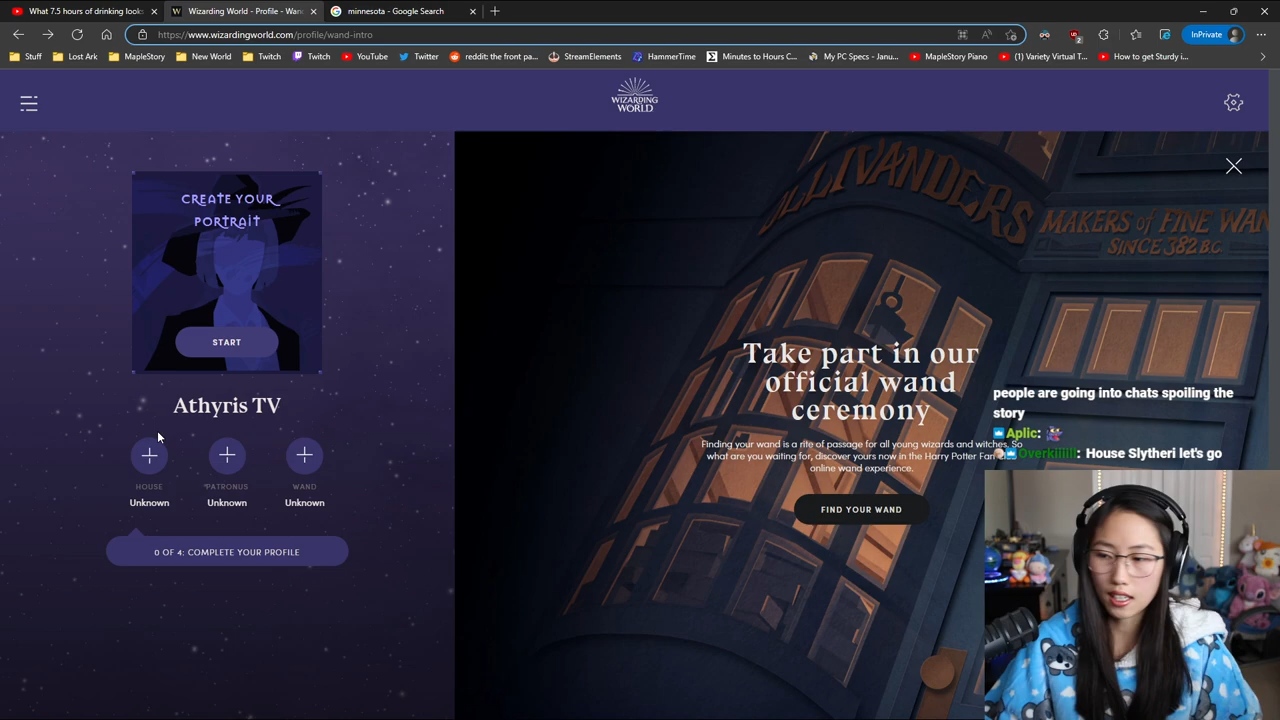 What 7.5 hours of drinking looks
Wizarding World - Profile - Wand
minnesota - Google Search
https://www.wizardingworld.com/profile/wand-intro
InPrivate
Stuff
Lost Ark
MapleStory
New World
Twitch
Twitch
YouTube
Twitter
reddit: the front pa...
StreamElements
HammerTime
Minutes to Hours C...
My PC Specs - Janu...
MapleStory Piano
(1) Variety Virtual T...
How to get Sturdy i...
WIZARDING
WORLD
CREATE YOUR
PORTRAIT
START
Athyris TV
HOUSE
PATRONUS
WAND
Unknown
Unknown
Unknown
0 OF 4: COMPLETE YOUR PROFILE
OLLIVANDERS
MAKERS OF FINE WAN
SINCE 382 B.C.
Take part in our
official wand
ceremony
Finding your wand is a rite of passage for all young wizards and witches. So
what are you waiting for, discover yours now in the Harry Potter Fan
online wand experience.
FIND YOUR WAND
people are going into chats spoiling the
story
Aplic:
Overkiiilll: House Slytheri let's go